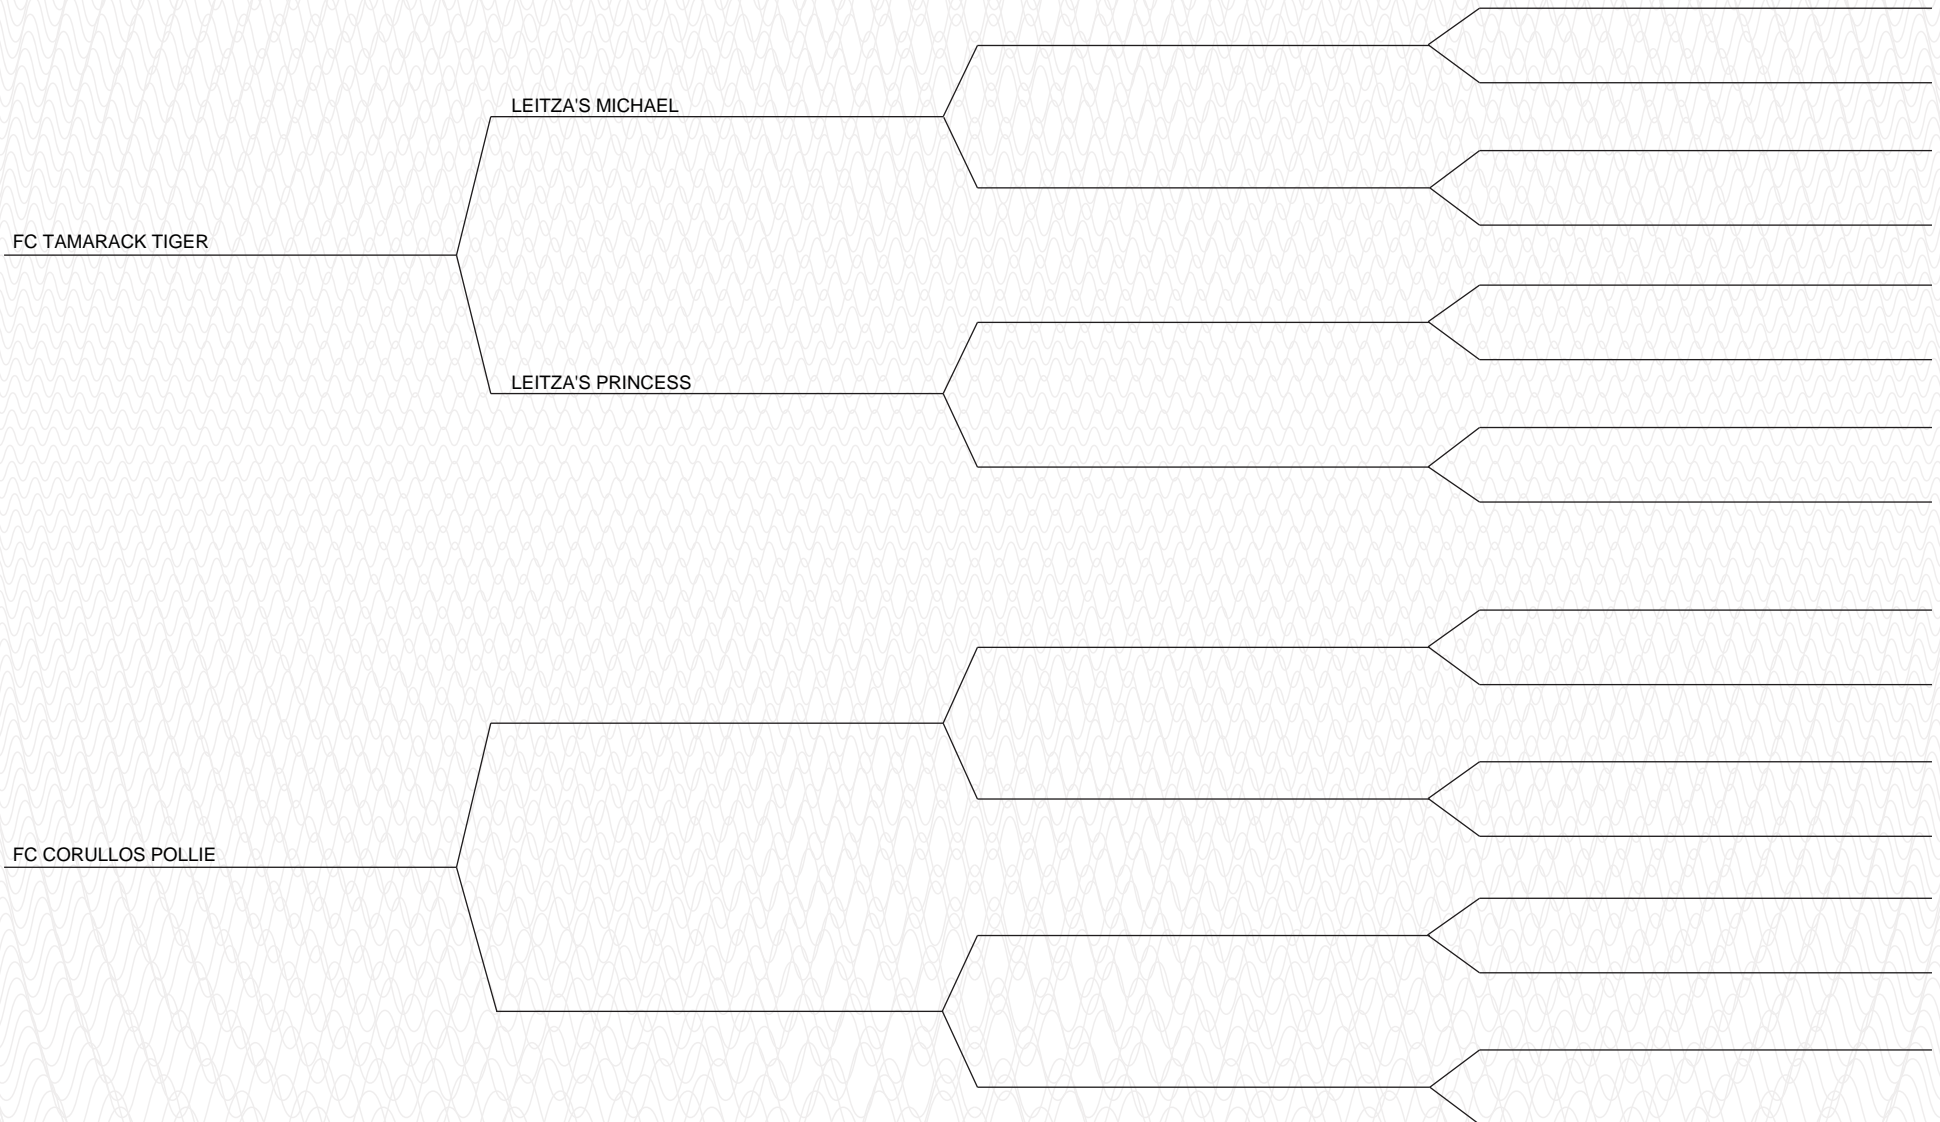 LEITZA'S MICHAEL
FC TAMARACK TIGER
LEITZA'S PRINCESS
FC CORULLOS POLLIE